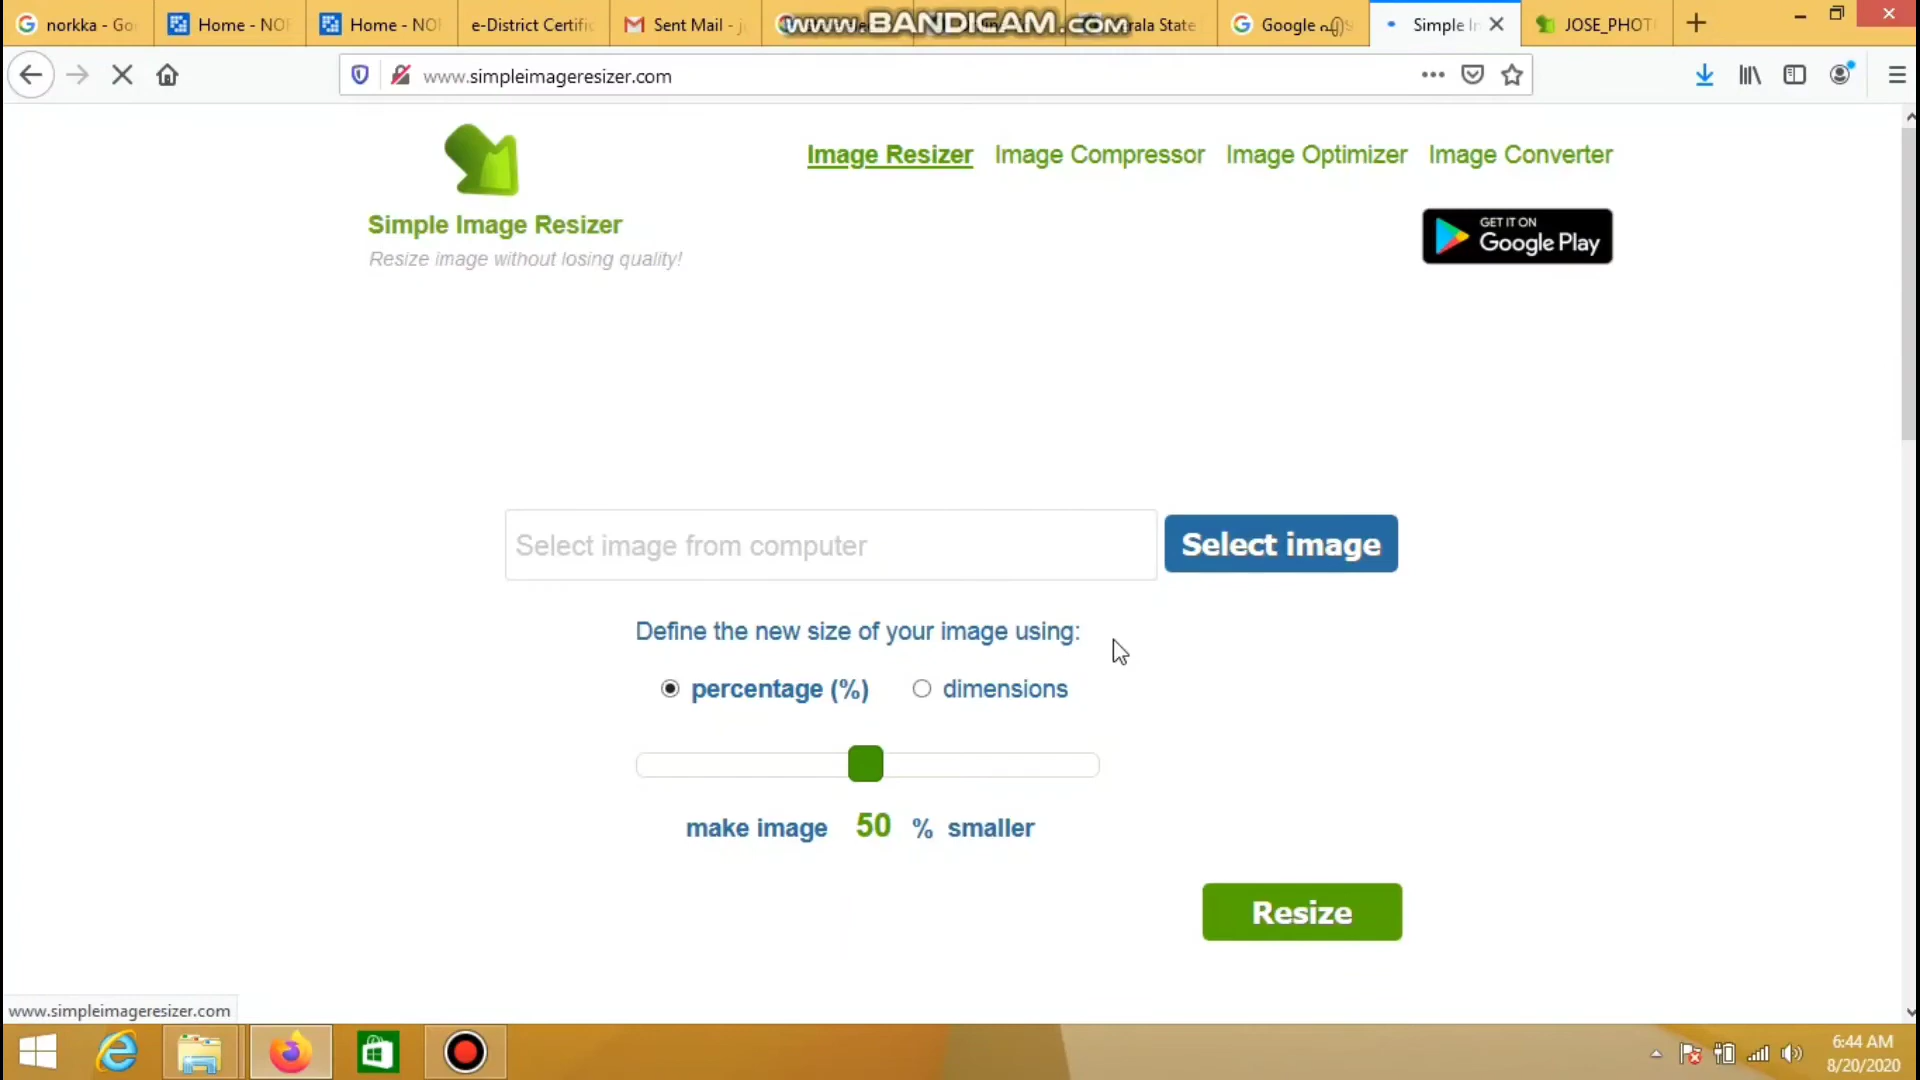 norkka - Go
Home - NO
Home - NO
e-District Certific
Sent Mail - j
www.BANDICAM.com
rala State
Google
Simple I
JOSE_PHOT
www.simpleimageresizer.com
Image Resizer Image Compressor Image Optimizer Image Converter
GET IT ON
Google Play
Simple Image Resizer
Resize image without losing quality!
Select image from computer
Select image
Define the new size of your image using:
percentage (%) dimensions
make image 50 % smaller
Resize
www.simpleimageresizer.com
6:44 AM
8/20/2020